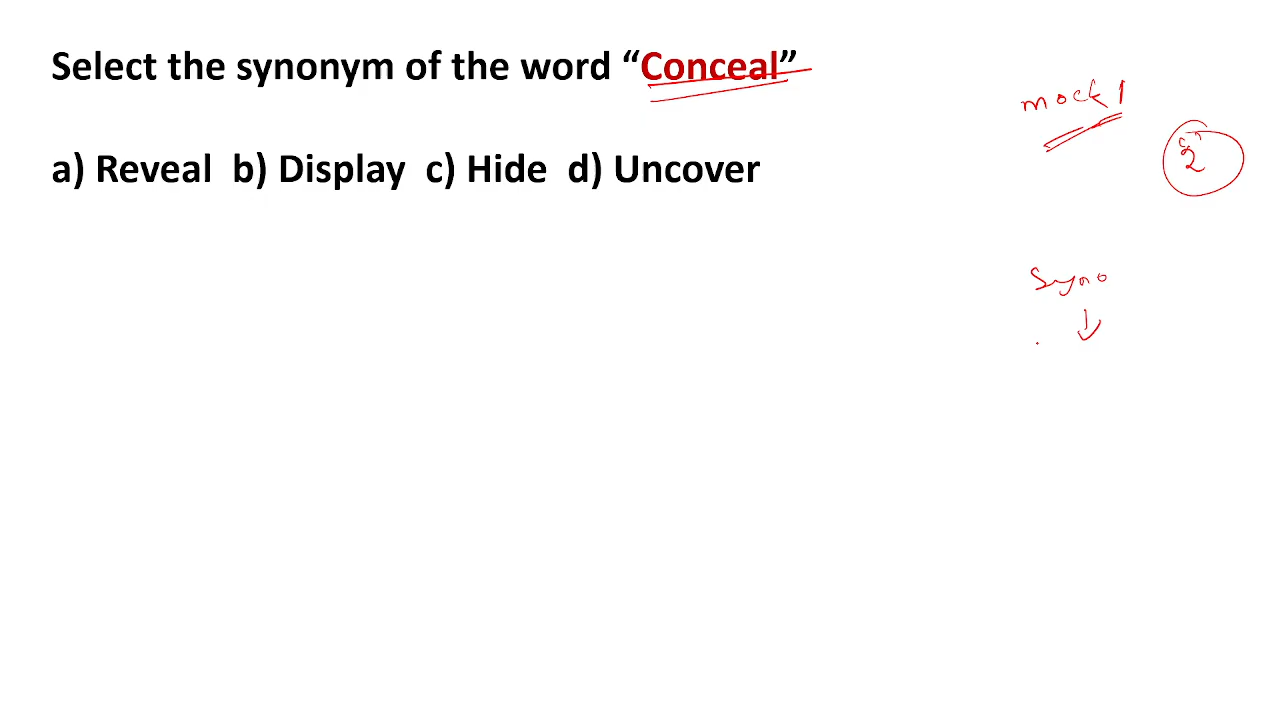 Select the synonym of the word “Conceal”
mock 1
2
a) Reveal b) Display c) Hide d) Uncover
Syno